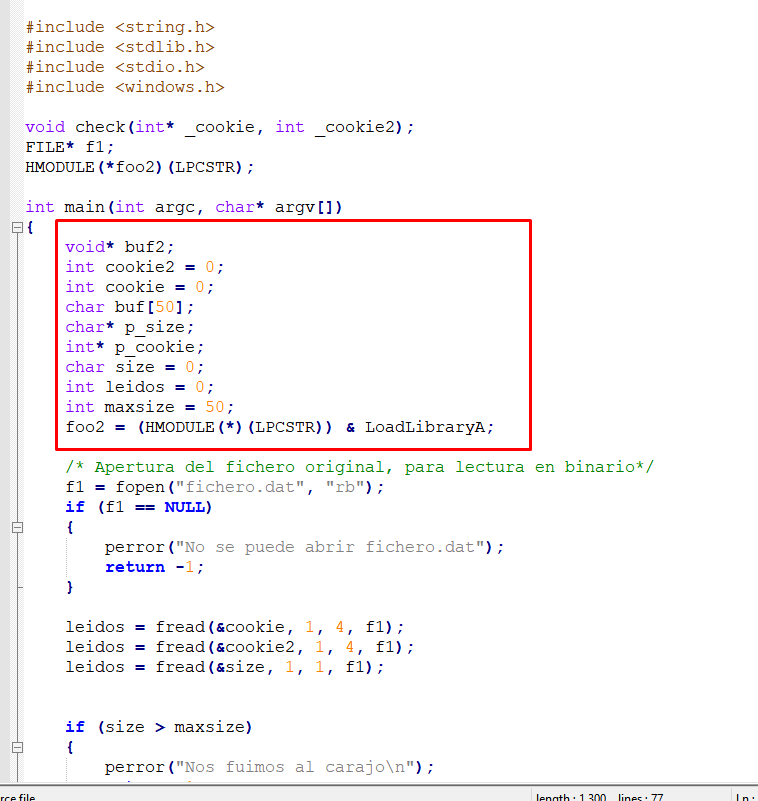 #include <string.h>
#include <stdlib.h>
#include <stdio.h>
#include <windows.h>
void check(int* _cookie, int _cookie2);
FILE* f1;
HMODULE(*foo2)(LPCSTR);
int main(int argc, char* argv[])
{
void* buf2;
int cookie2 = 0;
int cookie = 0;
char buf[50];
char* p_size;
int* p_cookie;
char size = 0;
int leidos = 0;
int maxsize = 50;
foo2 = (HMODULE(*)(LPCSTR)) & LoadLibraryA;
/* Apertura del fichero original, para lectura en binario*/
f1 = fopen("fichero.dat", "rb");
if (f1 == NULL)
{
perror("No se puede abrir fichero.dat");
return -1;
}
leidos = fread(&cookie, 1, 4, f1);
leidos = fread(&cookie2, 1, 4, f1);
leidos = fread(&size, 1, 1, f1);
if (size > maxsize)
{
perror("Nos fuimos al carajo\n");
rce file length : 1.300 lines : 77 Ln :